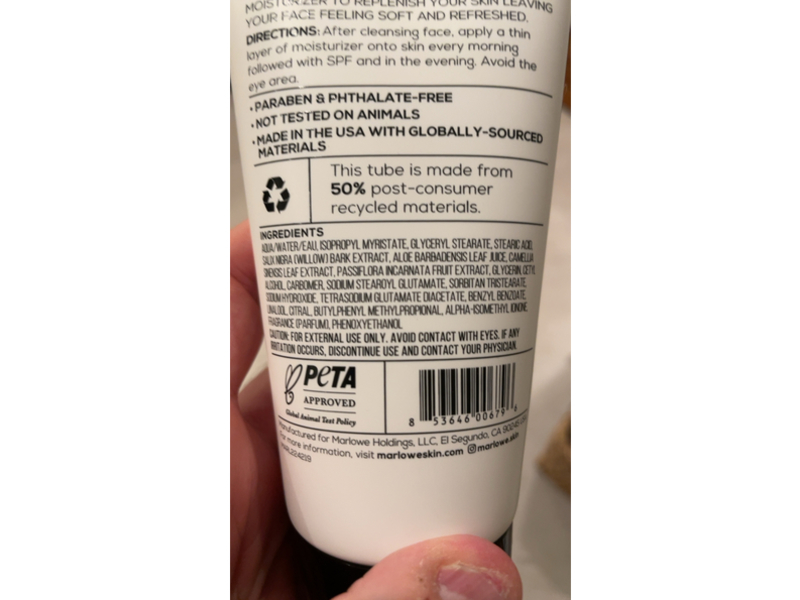 MOISTURIZER TO REPLENISH YOUR SKIN LEAVING
YOUR FACE FEELING SOFT AND REFRESHED.
DIRECTIONS: After cleansing face, apply a thin
layer of moisturizer onto skin every morning
followed with SPF and in the evening. Avoid the
eye area.
• PARABEN & PHTHALATE-FREE
• NOT TESTED ON ANIMALS
• MADE IN THE USA WITH GLOBALLY-SOURCED
MATERIALS
This tube is made from
50% post-consumer
recycled materials.
INGREDIENTS
AQUA/WATER/EAU, ISOPROPYL MYRISTATE, GLYCERYL STEARATE, STEARIC ACID,
SALIX NIGRA (WILLOW) BARK EXTRACT, ALOE BARBADENSIS LEAF JUICE, CAMELLIA
SINENSIS LEAF EXTRACT, PASSIFLORA INCARNATA FRUIT EXTRACT, GLYCERIN, CETYL
ALCOHOL, CARBOMER, SODIUM STEAROYL GLUTAMATE, SORBITAN TRISTEARATE,
SODIUM HYDROXIDE, TETRASODIUM GLUTAMATE DIACETATE, BENZYL BENZOATE,
LINALOOL, CITRAL, BUTYLPHENYL METHYLPROPIONAL, ALPHA-ISOMETHYL IONONE,
FRAGRANCE (PARFUM), PHENOXYETHANOL
CAUTION: FOR EXTERNAL USE ONLY. AVOID CONTACT WITH EYES. IF ANY
IRRITATION OCCURS, DISCONTINUE USE AND CONTACT YOUR PHYSICIAN.
PETA
APPROVED
Global Animal Test Policy
8 53646 00679 6
Manufactured for Marlowe Holdings, LLC, El Segundo, CA 90245
For more information, visit marloweskin.com @marlowe.skin